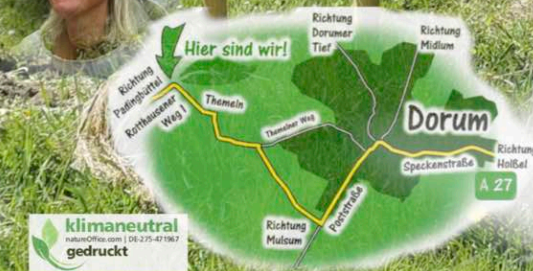 Richtung
Dorumer
Tief
Richtung
Midlum
Hier sind wir!
Richtung
Padingbüttel
Rotthausener
Weg 1
Themeln
Themelner Weg
Dorum
Speckenstraße
Richtung
Holßel
A 27
Poststraße
Richtung
Mulsum
klimaneutral
natureOffice.com | DE-275-471967
gedruckt